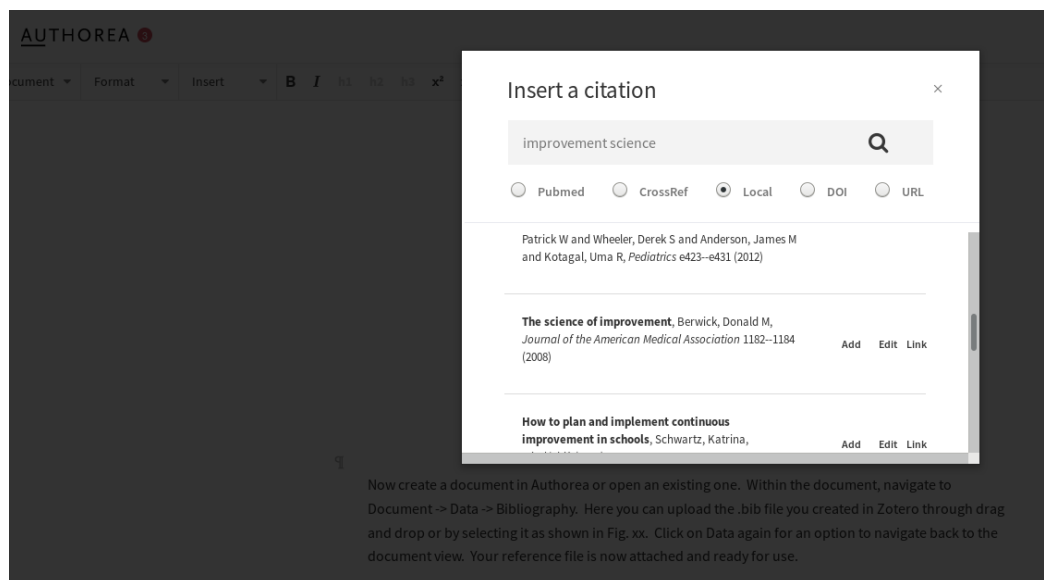 AUTHOREA 3
ocument Format Insert B I h1 h2 h3 x²
Insert a citation ×
improvement science
Pubmed CrossRef Local DOI URL
Patrick W and Wheeler, Derek S and Anderson, James M
and Kotagal, Uma R, Pediatrics e423--e431 (2012)
The science of improvement, Berwick, Donald M,
Journal of the American Medical Association 1182--1184
(2008)
Add Edit Link
How to plan and implement continuous
improvement in schools, Schwartz, Katrina,
Add Edit Link
¶
Now create a document in Authorea or open an existing one. Within the document, navigate to
Document -> Data -> Bibliography. Here you can upload the .bib file you created in Zotero through drag
and drop or by selecting it as shown in Fig. xx. Click on Data again for an option to navigate back to the
document view. Your reference file is now attached and ready for use.